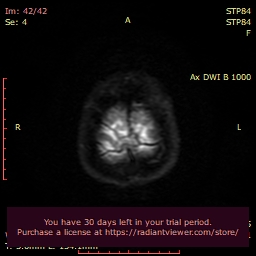 Im: 42/42
Se: 4
A
STP84
STP84
F
Ax DWI B 1000
R
L
You have 30 days left in your trial period.
Purchase a license at https://radiantviewer.com/store/